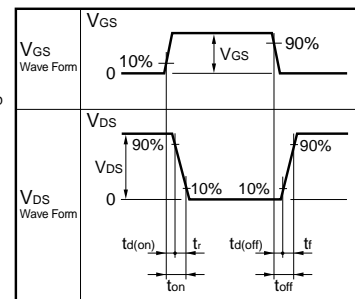 VGS
VGS
Wave Form
10%
VGS
90%
0
VDS
VDS
Wave Form
VDS
90%
90%
10%
10%
0
td(on) tr td(off) tf
ton toff